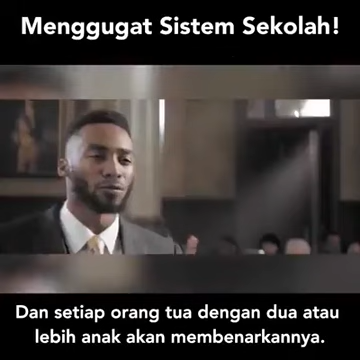 Menggugat Sistem Sekolah!
Dan setiap orang tua dengan dua atau
lebih anak akan membenarkannya.